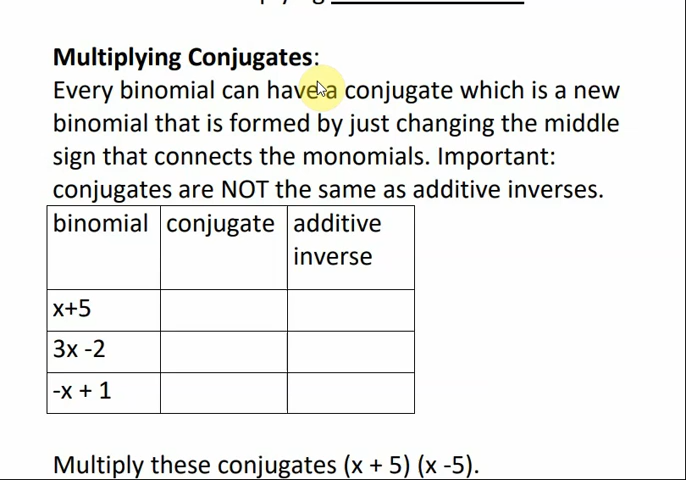 Multiplying Conjugates:
Every binomial can have a conjugate which is a new
binomial that is formed by just changing the middle
sign that connects the monomials. Important:
conjugates are NOT the same as additive inverses.
binomial conjugate additive
inverse
x+5
3x -2
-x + 1
Multiply these conjugates (x + 5) (x -5).